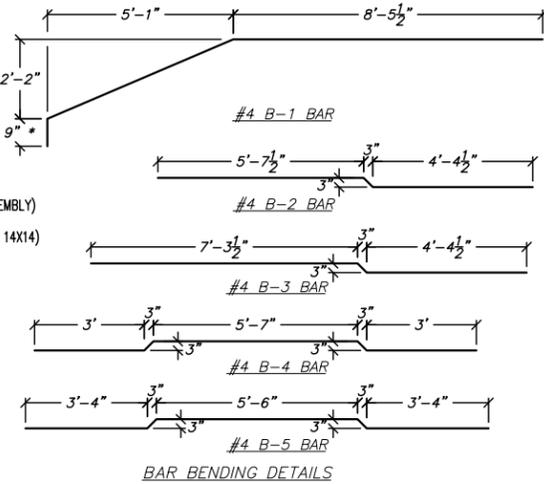 5'-1" 8'-5½"
2'-2"
9" *
#4 B-1 BAR
5'-7½" 3" 4'-4½"
3"
EMBLY)
#4 B-2 BAR
14X14)
7'-3½" 3" 4'-4½"
3"
#4 B-3 BAR
3' 3" 5'-7" 3" 3'
3" 3"
#4 B-4 BAR
3'-4" 3" 5'-6" 3" 3'-4"
3" 3"
#4 B-5 BAR
BAR BENDING DETAILS